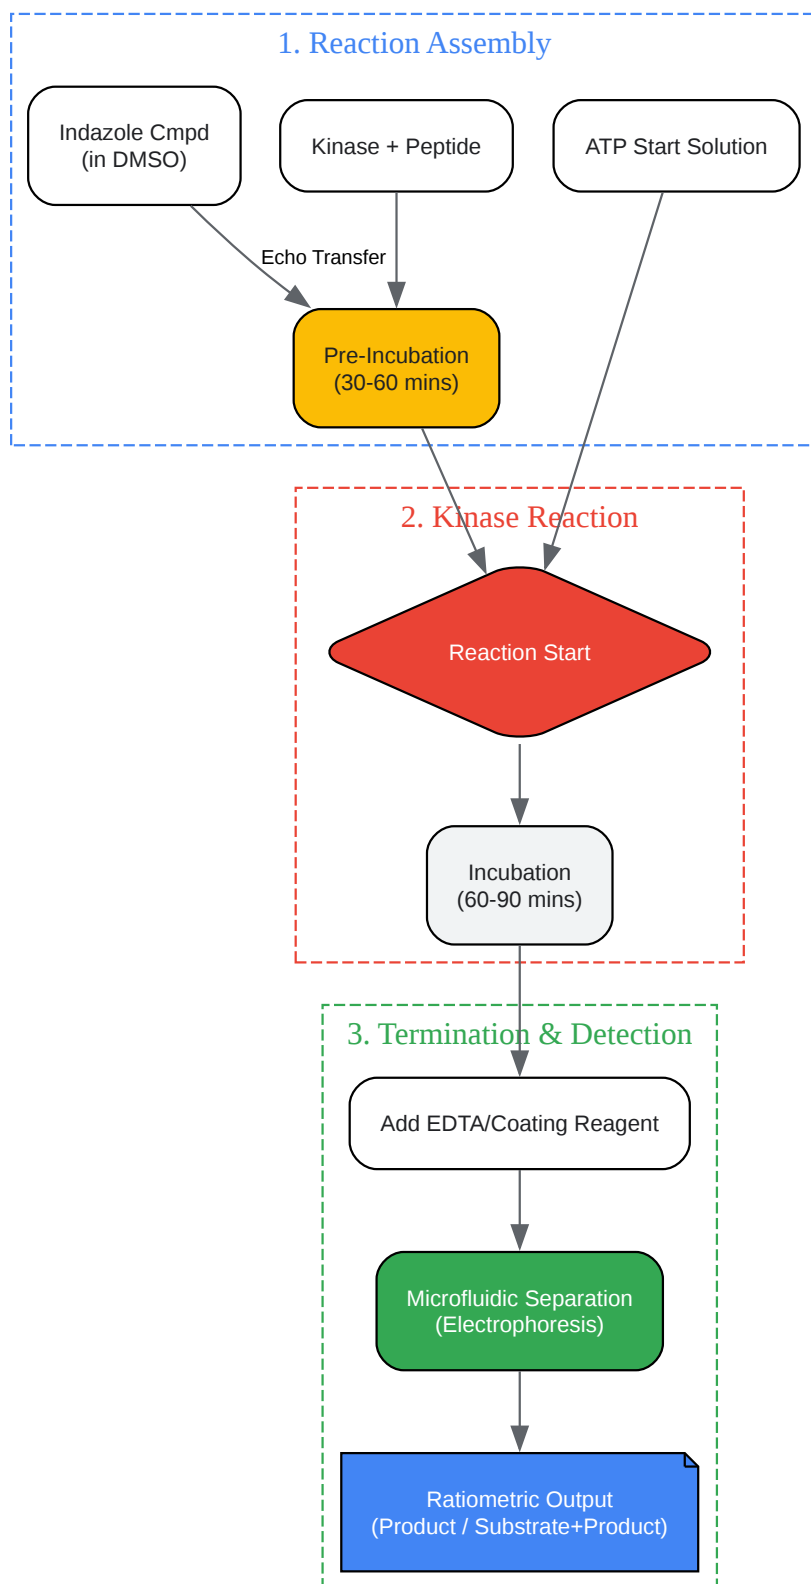 1. Reaction Assembly
Indazole Cmpd
(in DMSO)
Kinase + Peptide
ATP Start Solution
Echo Transfer
Pre-Incubation
(30-60 mins)
2. Kinase Reaction
Reaction Start
Incubation
(60-90 mins)
3. Termination & Detection
Add EDTA/Coating Reagent
Microfluidic Separation
(Electrophoresis)
Ratiometric Output
(Product / Substrate+Product)